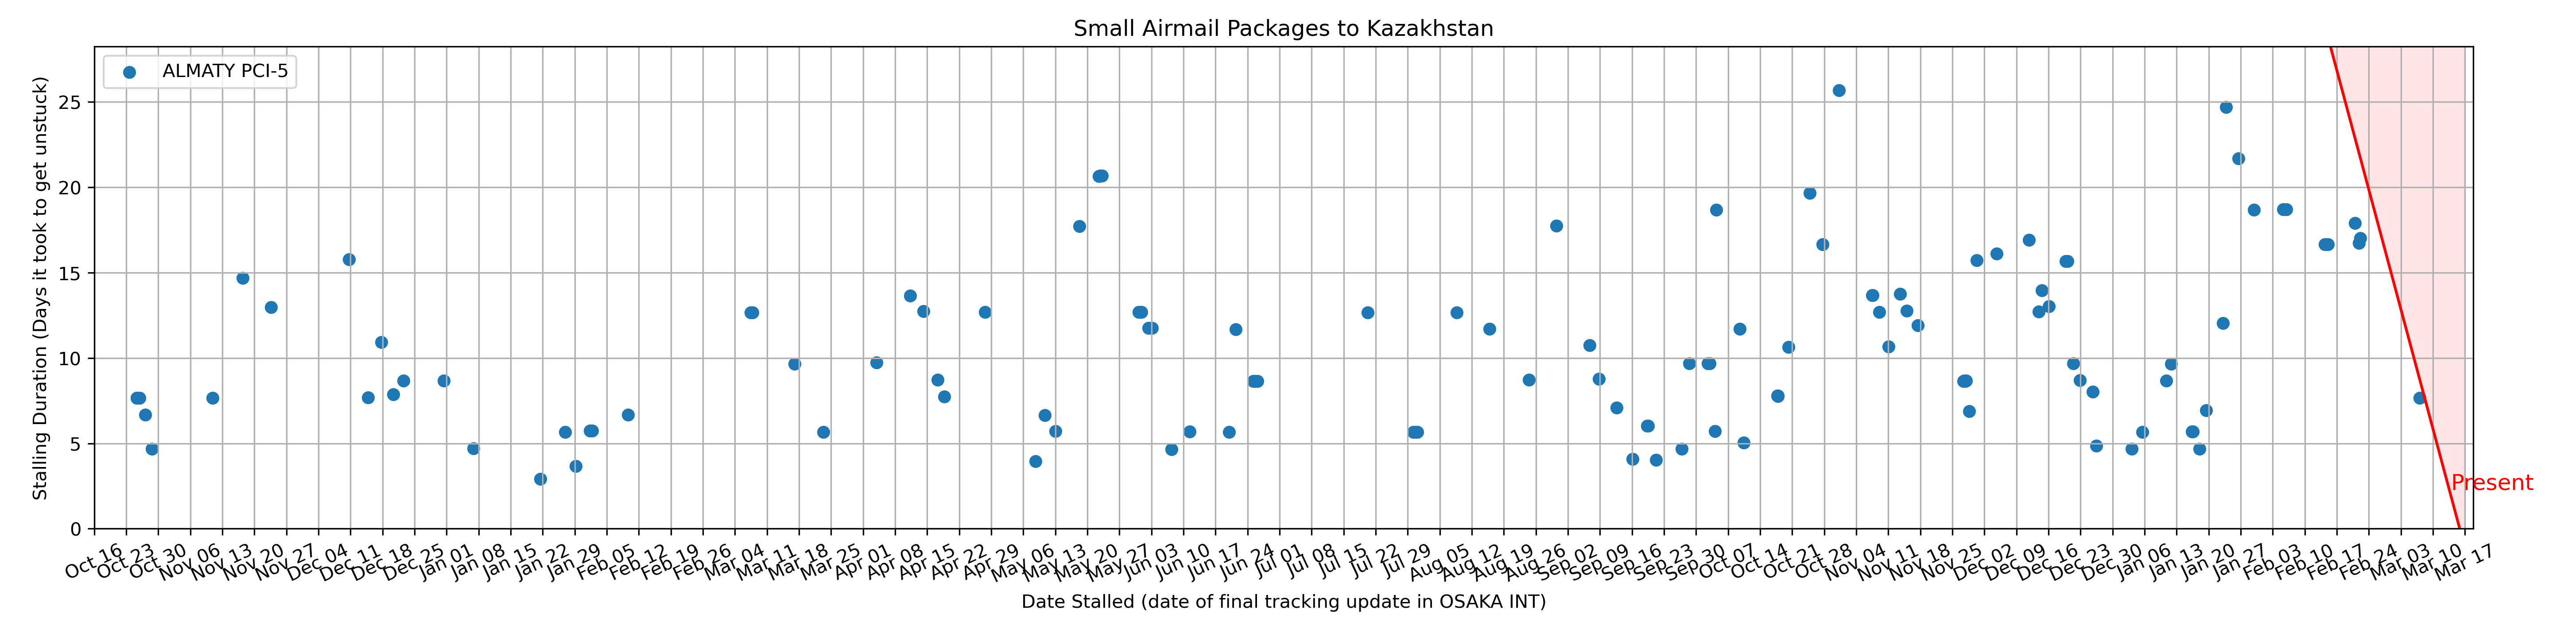 Small Airmail Packages to Kazakhstan
ALMATY PCI-5
Stalling Duration (Days it took to get unstuck)
25
20
15
10
5
0
Present
Oct 16 Oct 23 Oct 30 Nov 06 Nov 13 Nov 20 Nov 27 Dec 04 Dec 11 Dec 18 Dec 25 Jan 01 Jan 08 Jan 15 Jan 22 Jan 29 Feb 05 Feb 12 Feb 19 Feb 26 Mar 04 Mar 11 Mar 18 Mar 25 Apr 01 Apr 08 Apr 15 Apr 22 Apr 29 May 06 May 13 May 20 May 27 Jun 03 Jun 10 Jun 17 Jun 24 Jul 01 Jul 08 Jul 15 Jul 22 Jul 29 Aug 05 Aug 12 Aug 19 Aug 26 Sep 02 Sep 09 Sep 16 Sep 23 Sep 30 Oct 07 Oct 14 Oct 21 Oct 28 Nov 04 Nov 11 Nov 18 Nov 25 Dec 02 Dec 09 Dec 16 Dec 23 Dec 30 Jan 06 Jan 13 Jan 20 Jan 27 Feb 03 Feb 10 Feb 17 Feb 24 Mar 03 Mar 10 Mar 17
Date Stalled (date of final tracking update in OSAKA INT)